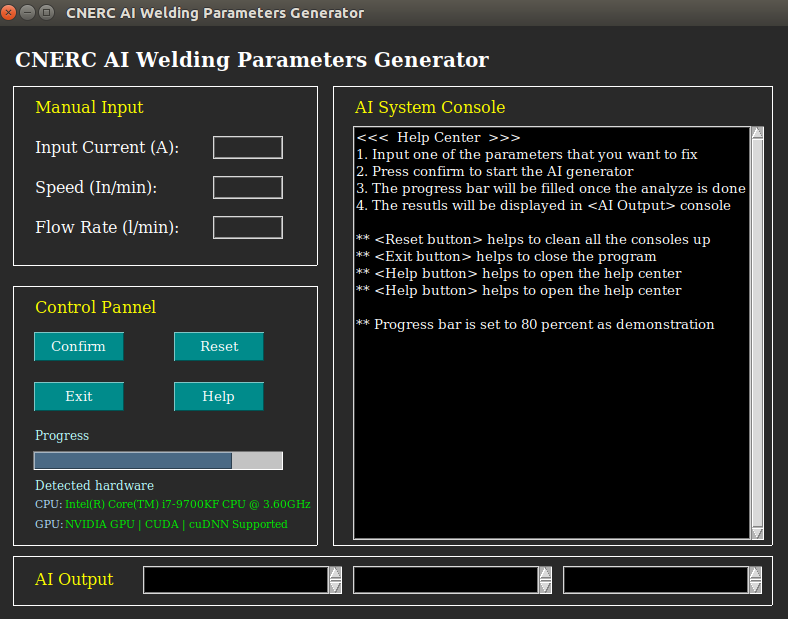 CNERC AI Welding Parameters Generator
CNERC AI Welding Parameters Generator
Manual Input
Input Current (A):
Speed (In/min):
Flow Rate (l/min):
Control Pannel
Confirm
Reset
Exit
Help
Progress
Detected hardware
CPU: Intel(R) Core(TM) i7-9700KF CPU @ 3.60GHz
GPU: NVIDIA GPU | CUDA | cuDNN Supported
AI System Console
<<<  Help Center  >>>
1. Input one of the parameters that you want to fix
2. Press confirm to start the AI generator
3. The progress bar will be filled once the analyze is done
4. The resutls will be displayed in <AI Output> console
** <Reset button> helps to clean all the consoles up
** <Exit button> helps to close the program
** <Help button> helps to open the help center
** <Help button> helps to open the help center
** Progress bar is set to 80 percent as demonstration
AI Output